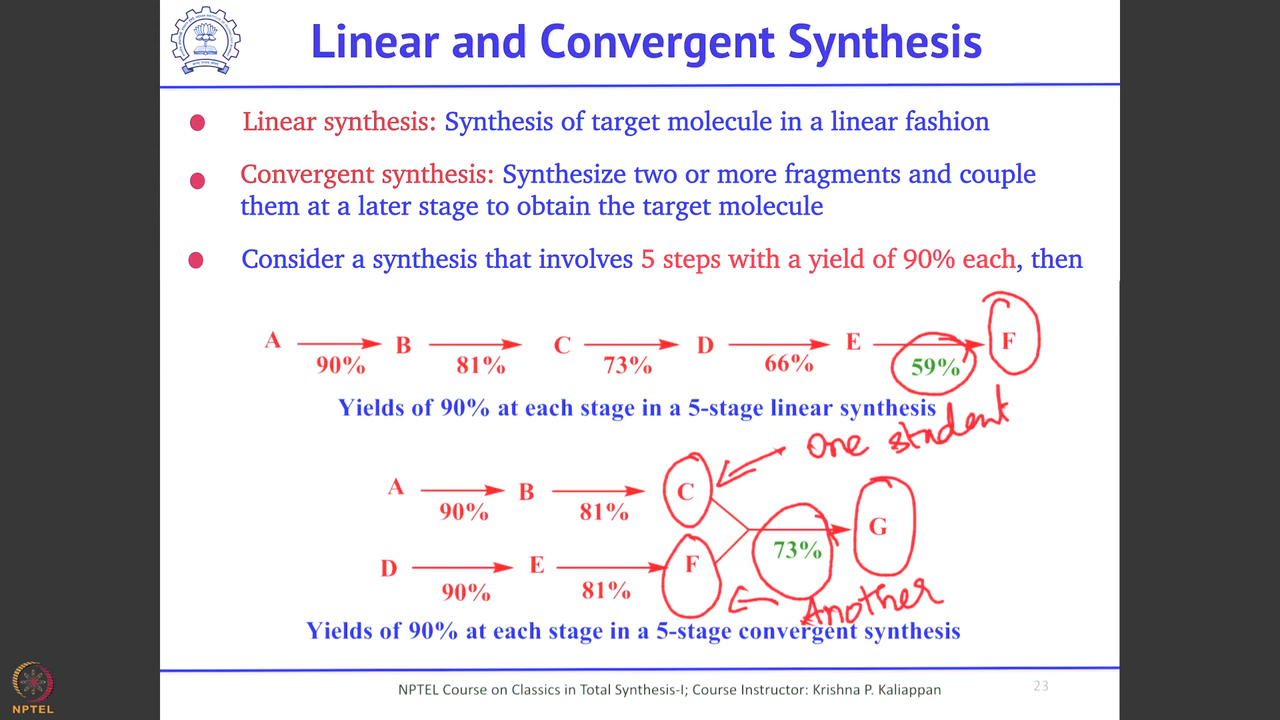 Linear and Convergent Synthesis
Linear synthesis: Synthesis of target molecule in a linear fashion
Convergent synthesis: Synthesize two or more fragments and couple
them at a later stage to obtain the target molecule
Consider a synthesis that involves 5 steps with a yield of 90% each, then
A B C D E F
90% 81% 73% 66% 59%
Yields of 90% at each stage in a 5-stage linear synthesis
One student
A B C
90% 81%
G
73%
D E F
90% 81%
Another
Yields of 90% at each stage in a 5-stage convergent synthesis
NPTEL Course on Classics in Total Synthesis-I; Course Instructor: Krishna P. Kaliappan
23
NPTEL